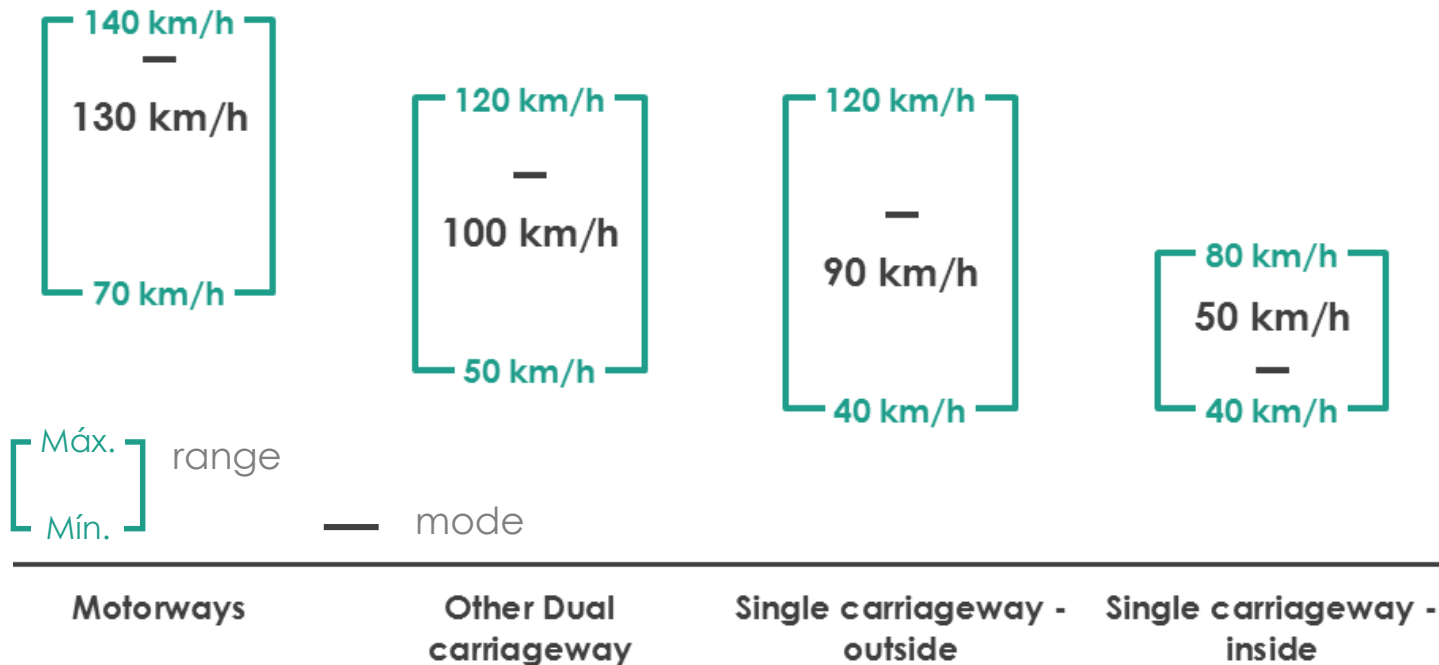 140 km/h
130 km/h
70 km/h
120 km/h
100 km/h
50 km/h
120 km/h
90 km/h
40 km/h
80 km/h
50 km/h
40 km/h
Máx.
range
Mín.
mode
Motorways
Other Dual
carriageway
Single carriageway -
outside
Single carriageway -
inside